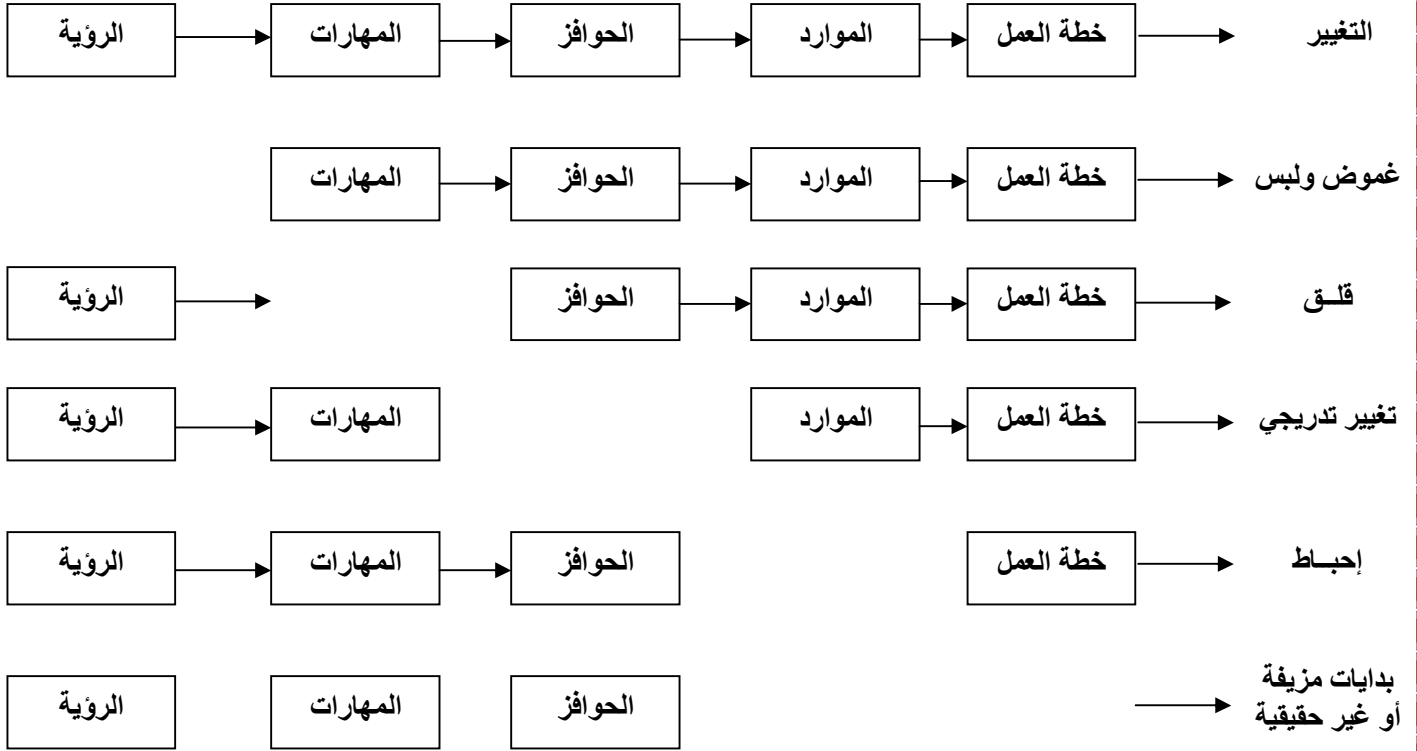 الرؤية
المهارات
الحوافز
الموارد
خطة العمل
التغيير
المهارات
الحوافز
الموارد
خطة العمل
غموض ولبس
الرؤية
الحوافز
الموارد
خطة العمل
قلــق
الرؤية
المهارات
الموارد
خطة العمل
تغيير تدريجي
الرؤية
المهارات
الحوافز
خطة العمل
إحبــاط
الرؤية
المهارات
الحوافز
بدايات مزيفة
أو غير حقيقية